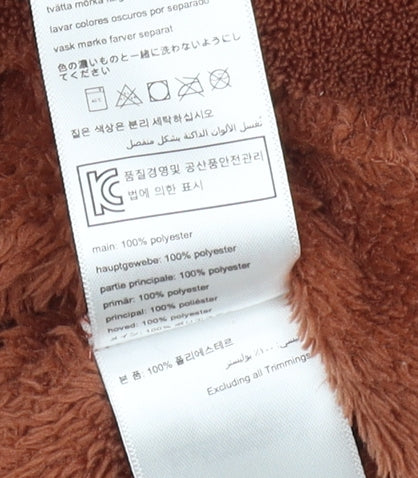 tvätta mörka
lavar colores oscuros por separado
vask mørke farver separat
色の濃いものと一緒に洗わないようにし
てください
짙은 색상은 분리 세탁하십시오
تُغسل الألوان الداكنة بشكل منفصل
품질경영및 공산품안전관리
법에 의한 표시
main: 100% polyester
hauptgewebe: 100% polyester
partie principale: 100% polyester
primär: 100% polyester
principal: 100% poliéster
hoved: 100% polyester
본 폼: 100% 폴리에스테르
١٠٠٪ بوليستر
Excluding all Trimmings